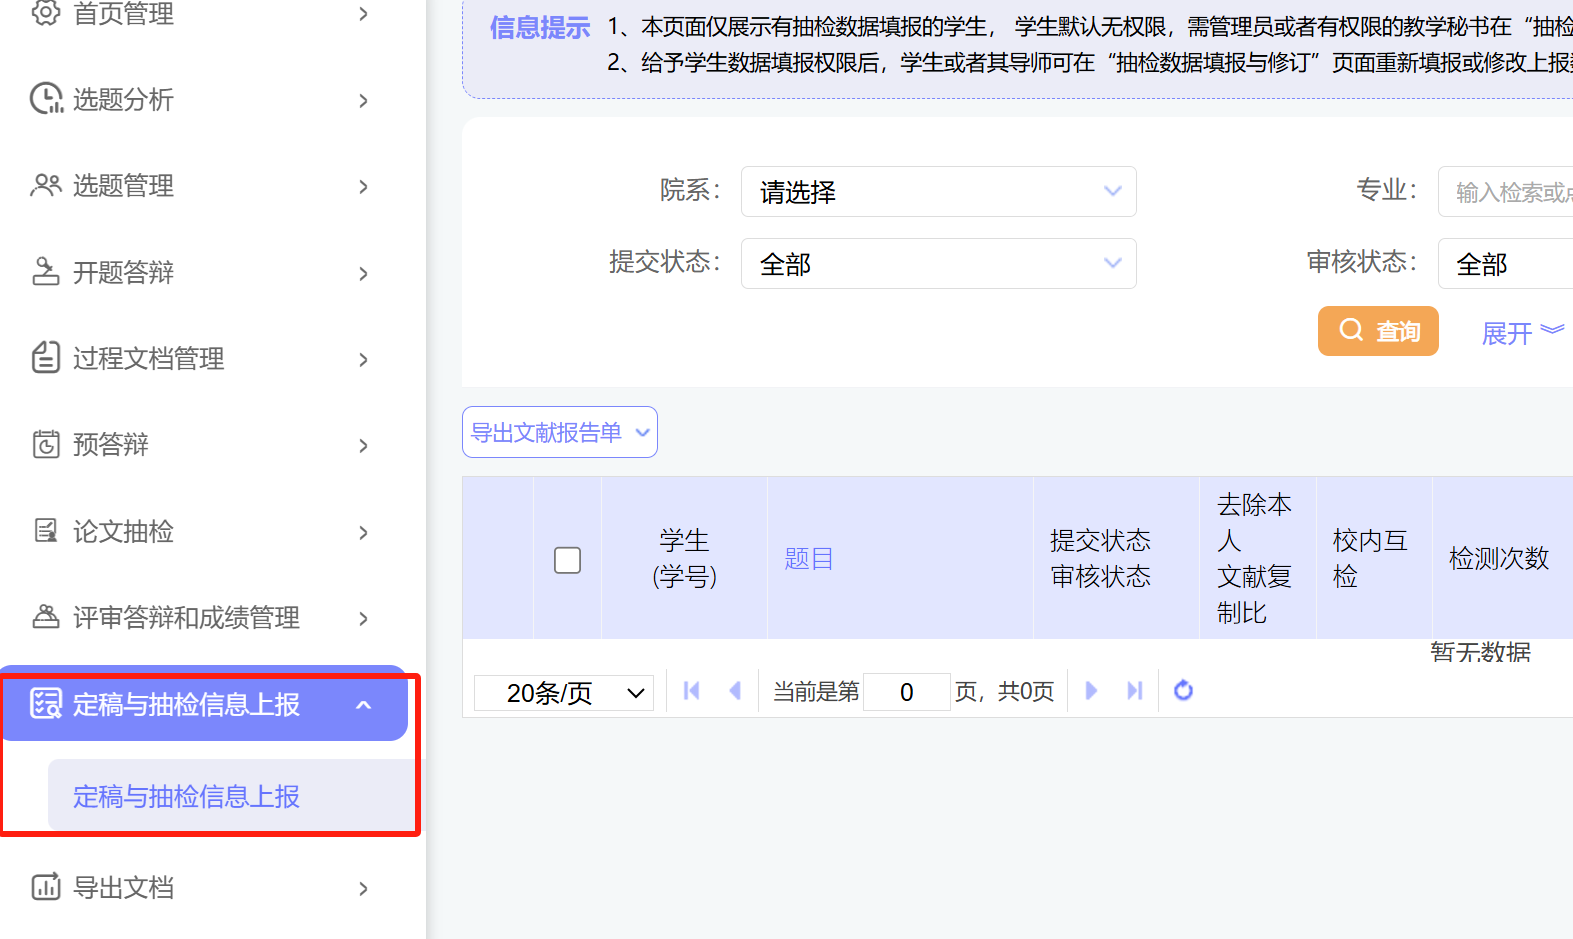 首页管理
选题分析
选题管理
开题答辩
过程文档管理
预答辩
论文抽检
评审答辩和成绩管理
定稿与抽检信息上报
定稿与抽检信息上报
导出文档
信息提示
1、本页面仅展示有抽检数据填报的学生， 学生默认无权限，需管理员或者有权限的教学秘书在“抽检
2、给予学生数据填报权限后，学生或者其导师可在“抽检数据填报与修订”页面重新填报或修改上报
院系：
请选择
专业：
输入检索或点
提交状态：
全部
审核状态：
全部
查询
展开
导出文献报告单
学生
(学号)
题目
提交状态
审核状态
去除本
人
文献复
制比
校内互
检
检测次数
暂无数据
20条/页
当前是第
0
页，共0页